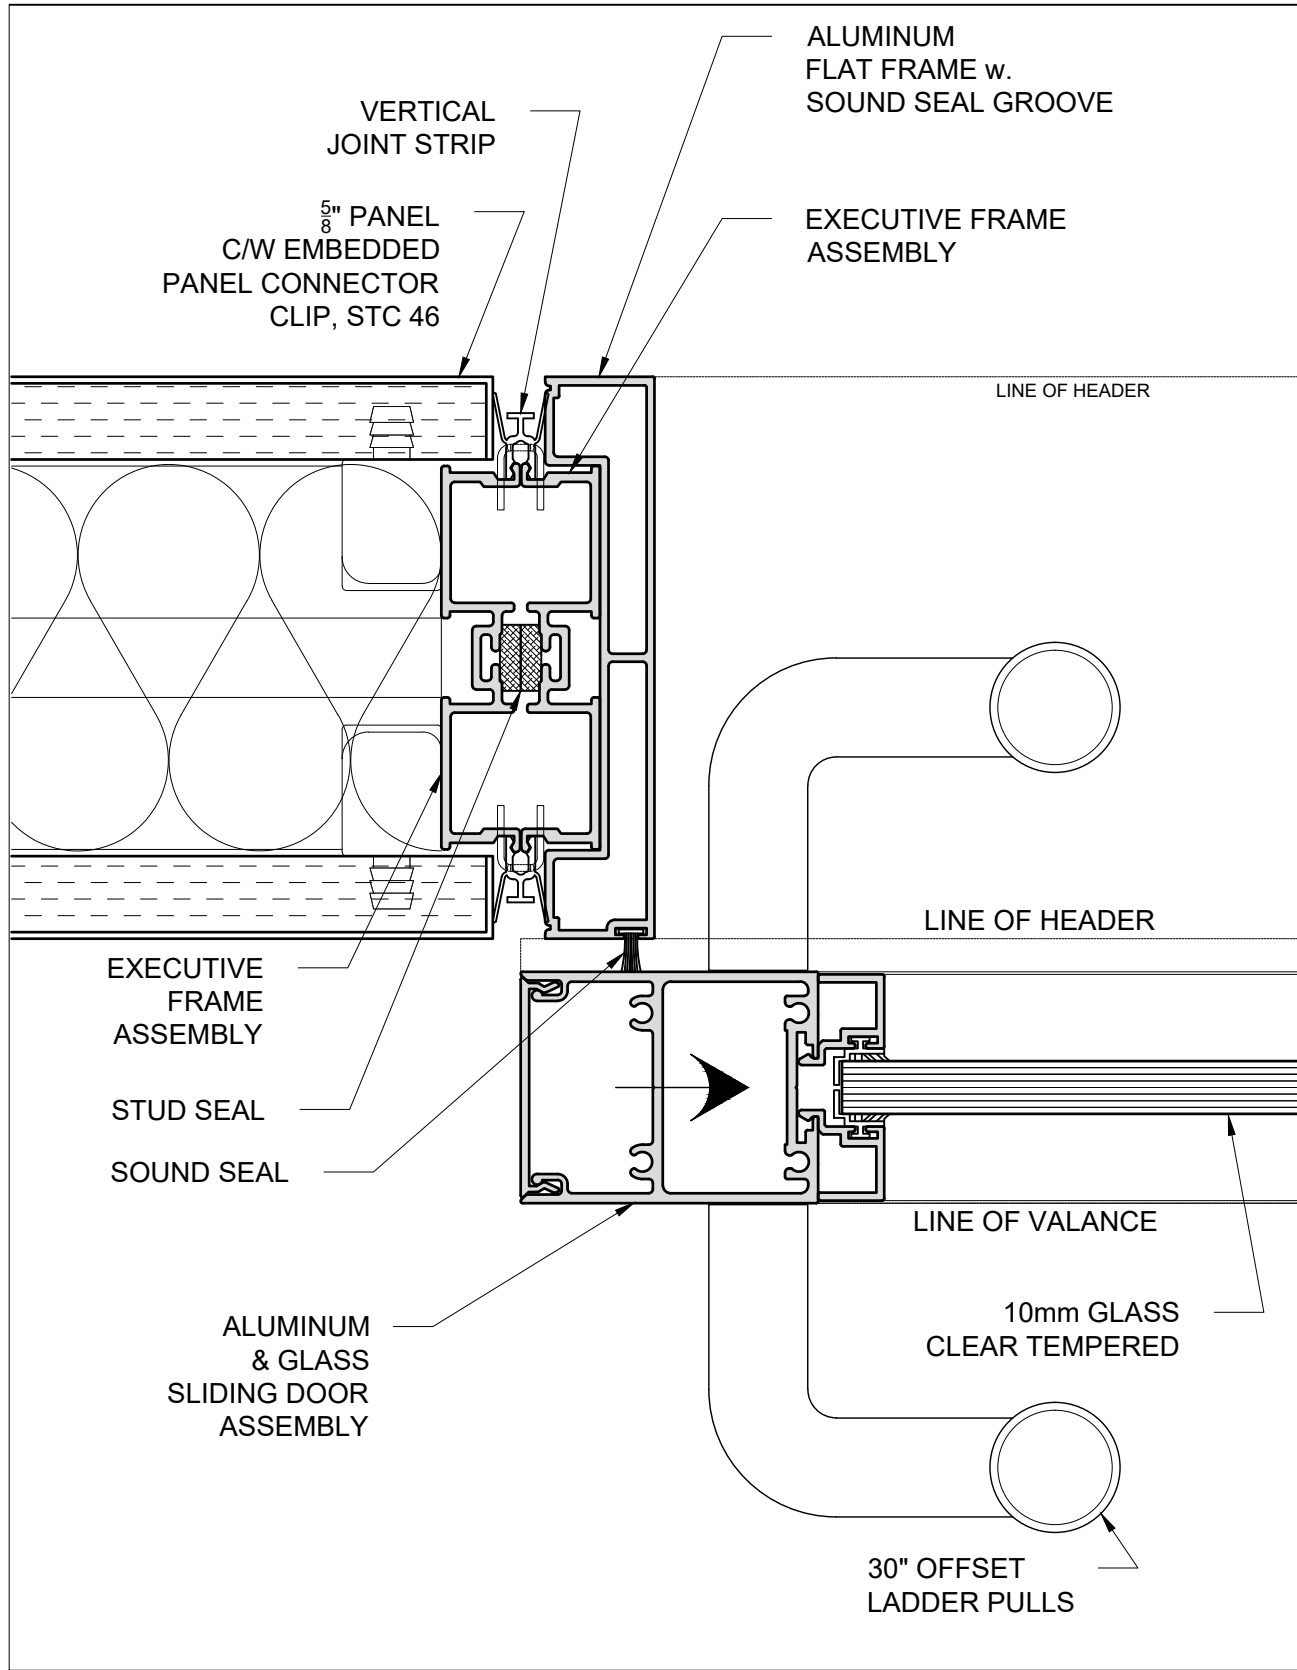 ALUMINUM
FLAT FRAME w.
SOUND SEAL GROOVE
VERTICAL
JOINT STRIP
5/8" PANEL
C/W EMBEDDED
PANEL CONNECTOR
CLIP, STC 46
EXECUTIVE FRAME
ASSEMBLY
LINE OF HEADER
LINE OF HEADER
EXECUTIVE
FRAME
ASSEMBLY
STUD SEAL
SOUND SEAL
LINE OF VALANCE
10mm GLASS
CLEAR TEMPERED
ALUMINUM
& GLASS
SLIDING DOOR
ASSEMBLY
30" OFFSET
LADDER PULLS